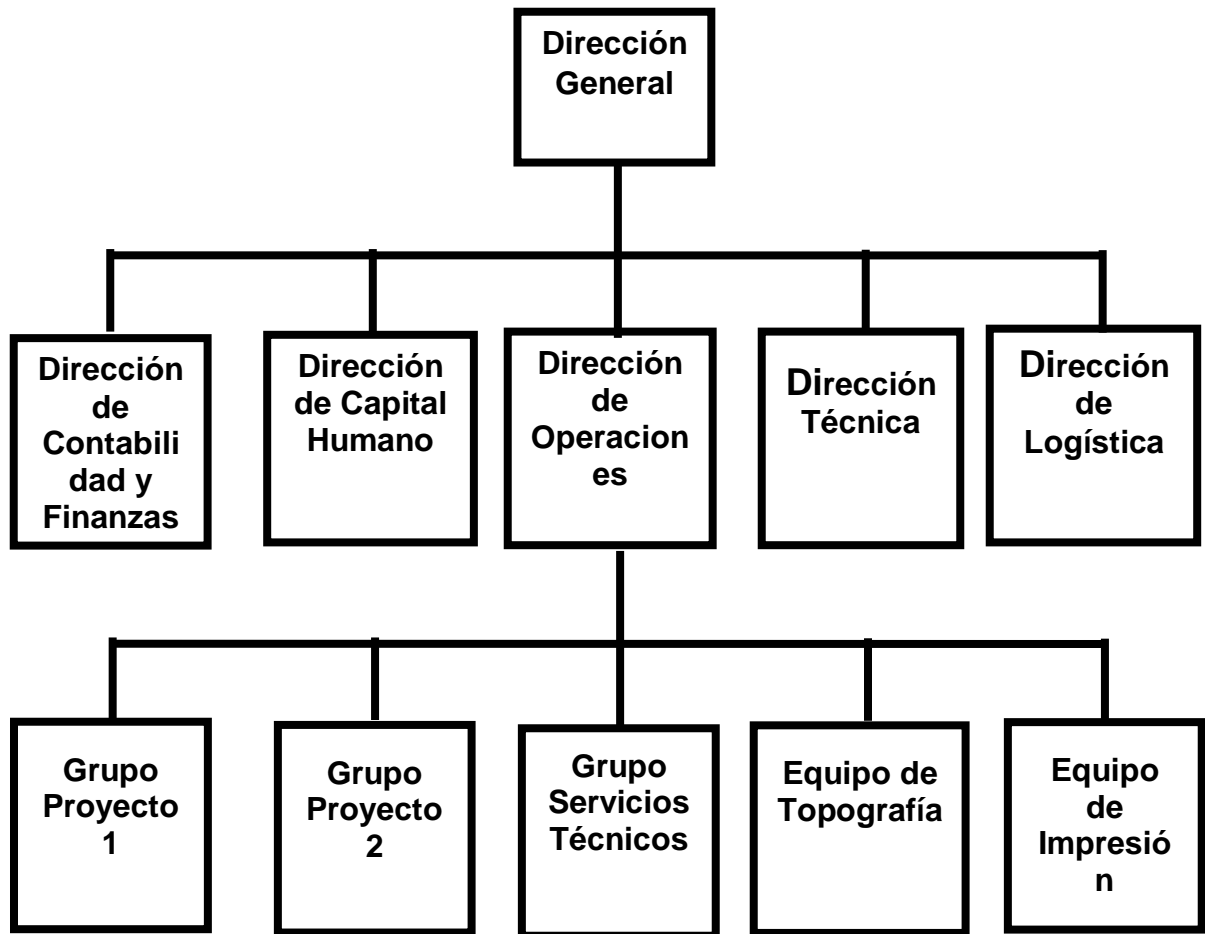 Dirección
General
Dirección
de
Contabili
dad y
Finanzas
Dirección
de Capital
Humano
Dirección
de
Operacion
es
Dirección
Técnica
Dirección
de
Logística
Grupo
Proyecto
1
Grupo
Proyecto
2
Grupo
Servicios
Técnicos
Equipo de
Topografía
Equipo
de
Impresió
n